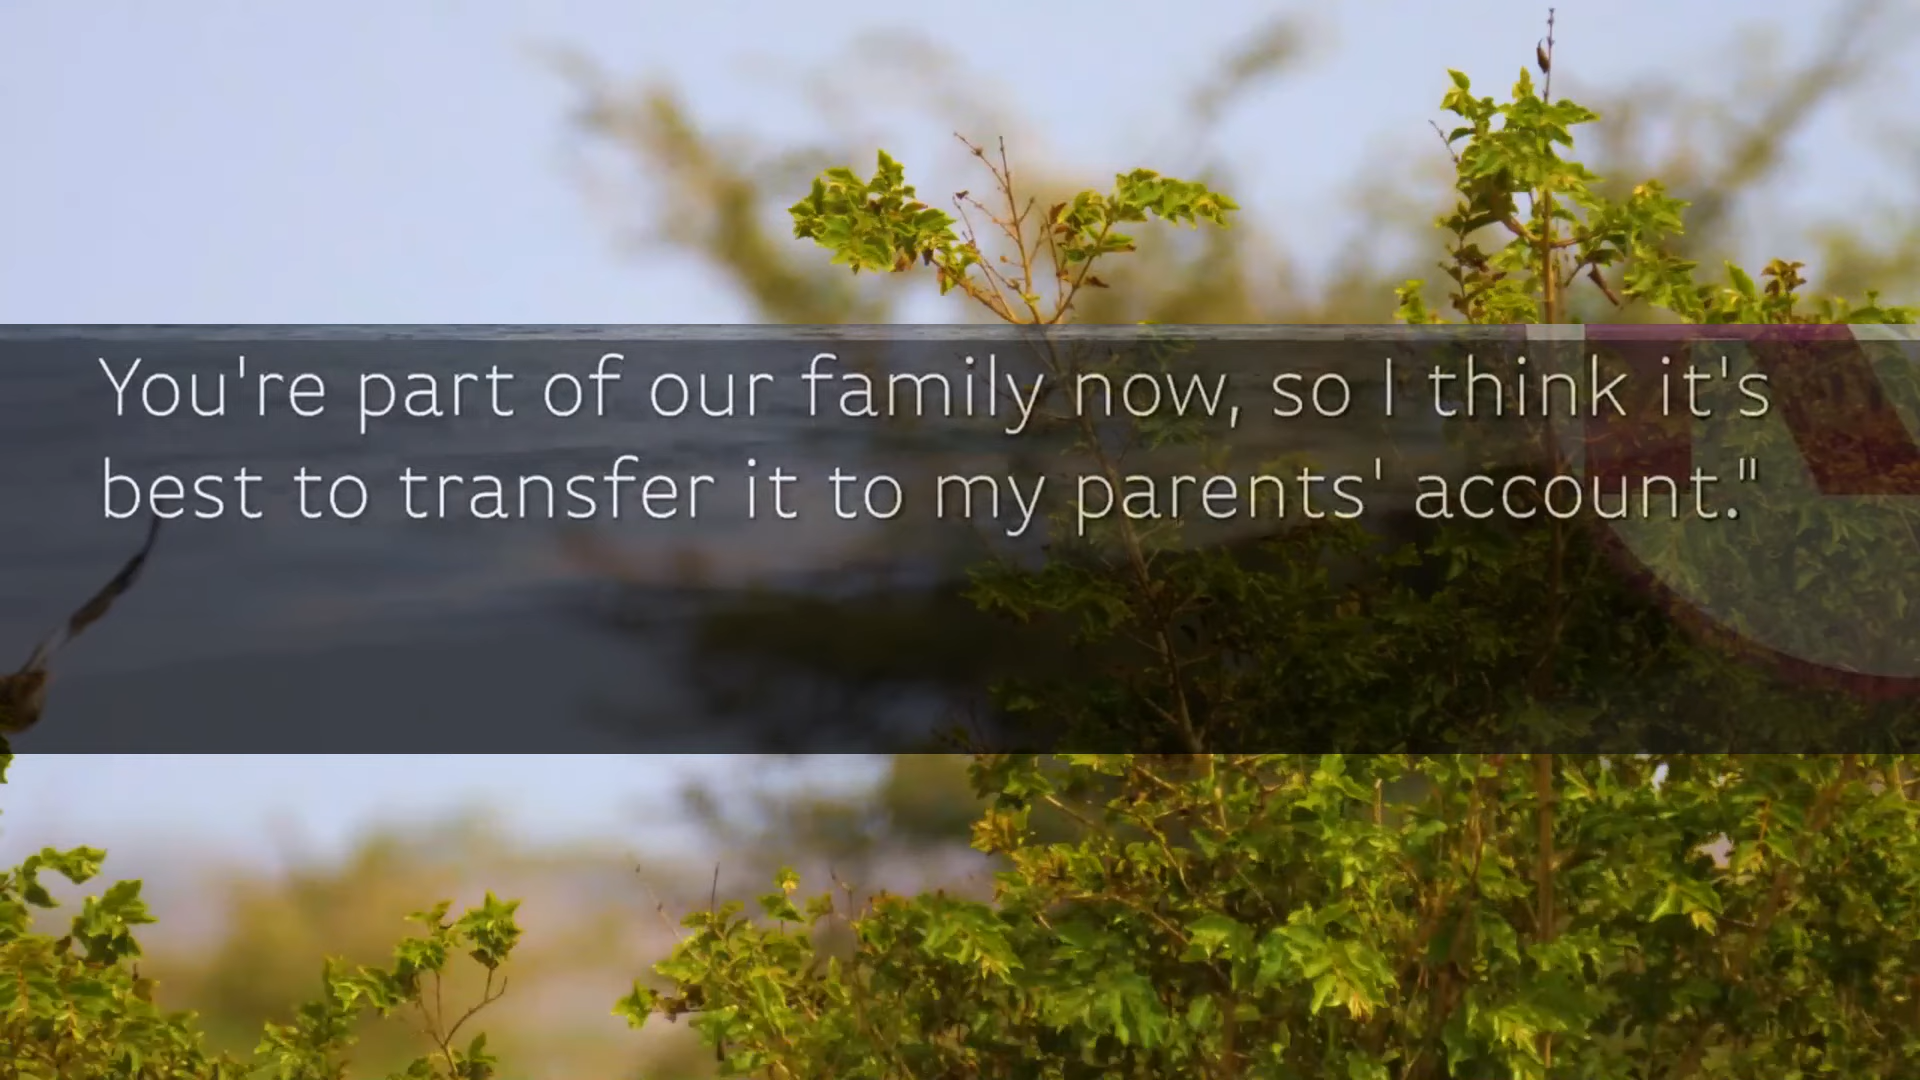 You're part of our family now, so I think it's
best to transfer it to my parents' account."